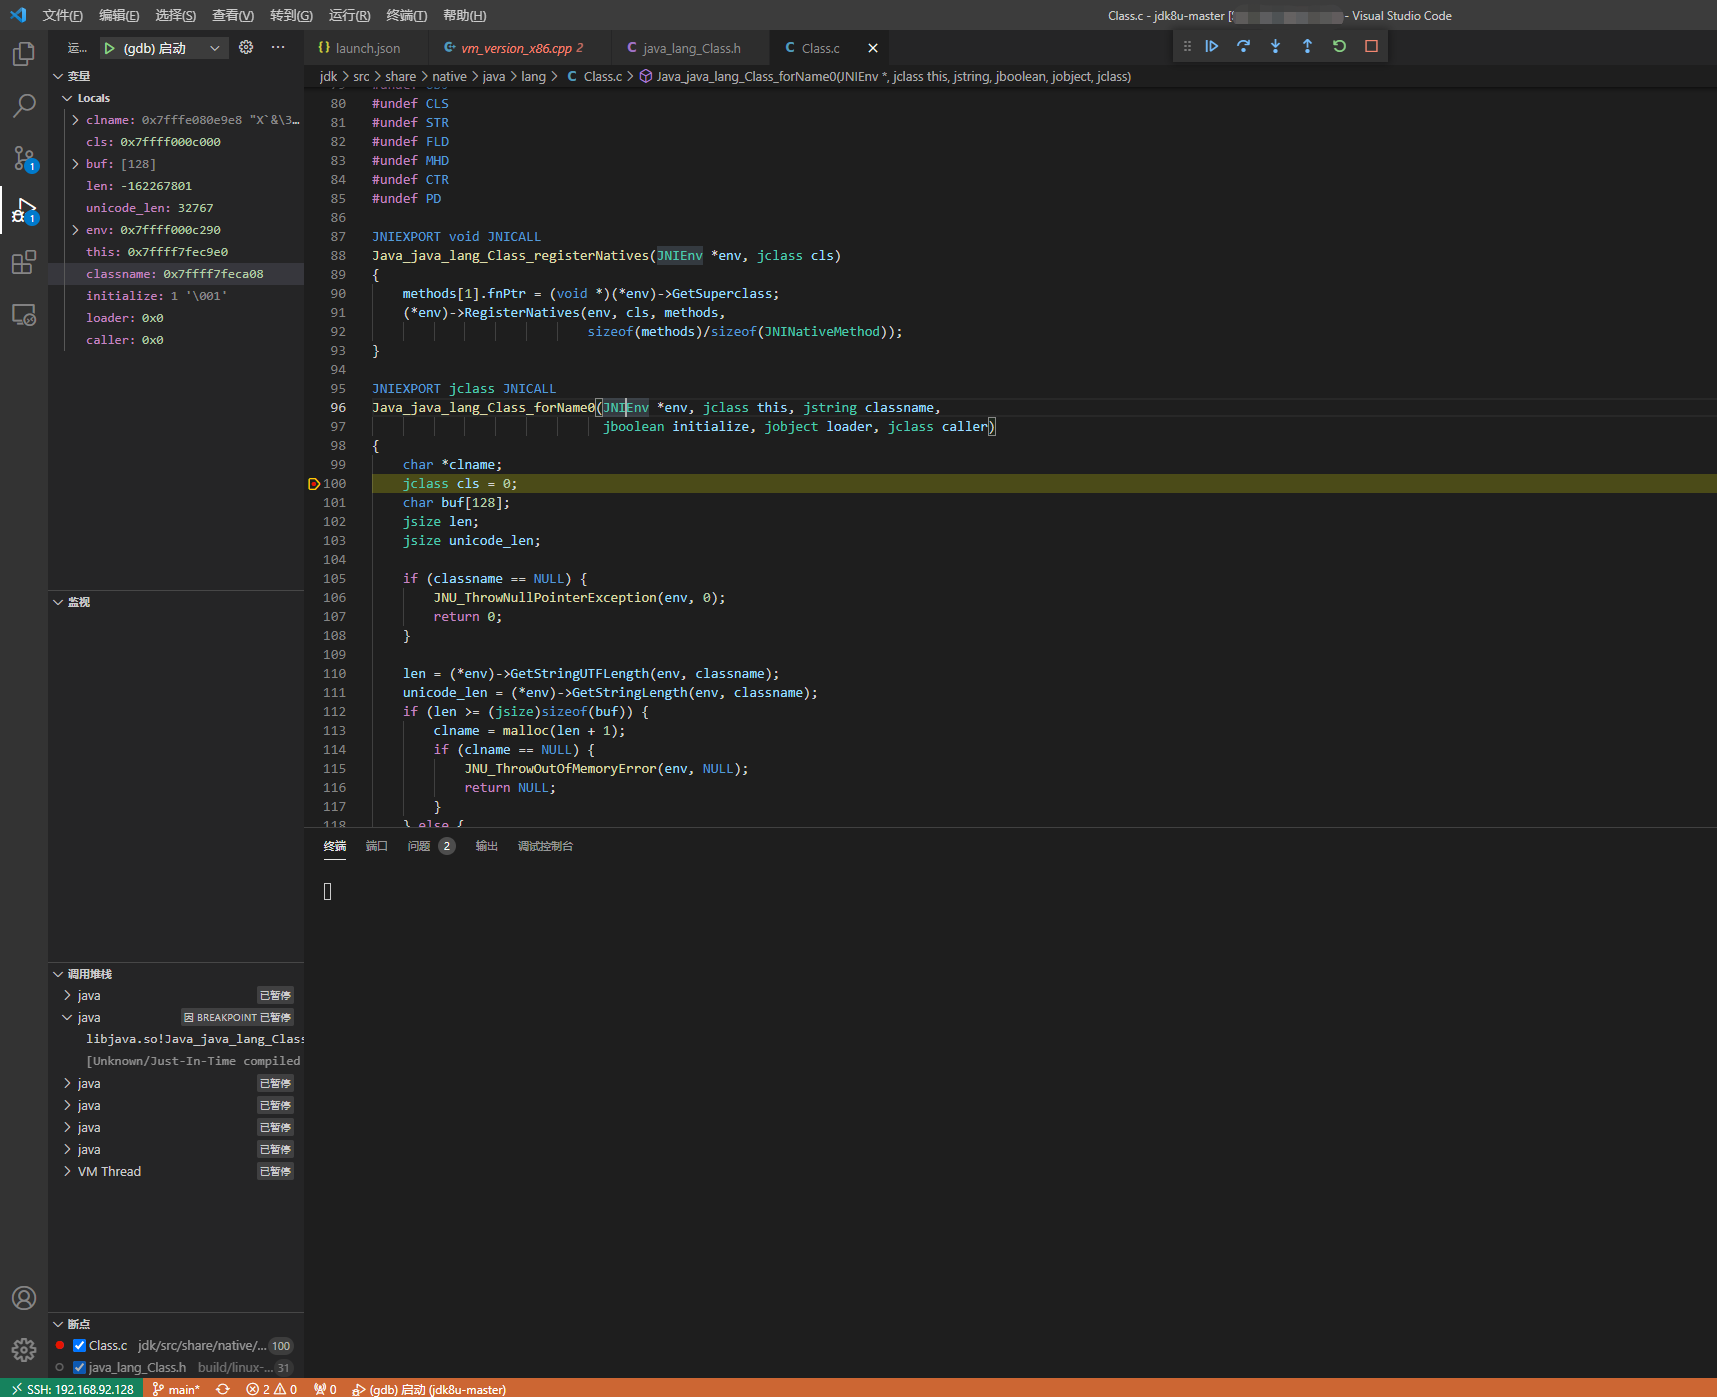 文件(F) 编辑(E) 选择(S) 查看(V) 转到(G) 运行(R) 终端(T) 帮助(H)
Class.c - jdk8u-master [ - Visual Studio Code
运... (gdb) 启动 ...
launch.json vm_version_x86.cpp 2 java_lang_Class.h Class.c
变量
Locals
clname: 0x7fffe080e9e8 "X`&\3...
cls: 0x7ffff000c000
buf: [128]
len: -162267801
unicode_len: 32767
env: 0x7ffff000c290
this: 0x7ffff7fec9e0
classname: 0x7ffff7feca08
initialize: 1 '\001'
loader: 0x0
caller: 0x0
监视
调用堆栈
java 已暂停
java 因 BREAKPOINT 已暂停
libjava.so!Java_java_lang_Class
[Unknown/Just-In-Time compiled
java 已暂停
java 已暂停
java 已暂停
java 已暂停
VM Thread 已暂停
断点
Class.c jdk/src/share/native/... 100
java_lang_Class.h build/linux-... 31
jdk > src > share > native > java > lang > C Class.c > Java_java_lang_Class_forName0(JNIEnv *, jclass this, jstring, jboolean, jobject, jclass)
80 #undef CLS
81 #undef STR
82 #undef FLD
83 #undef MHD
84 #undef CTR
85 #undef PD
86
87 JNIEXPORT void JNICALL
88 Java_java_lang_Class_registerNatives(JNIEnv *env, jclass cls)
89 {
90 methods[1].fnPtr = (void *)(*env)->GetSuperclass;
91 (*env)->RegisterNatives(env, cls, methods,
92 sizeof(methods)/sizeof(JNINativeMethod));
93 }
94
95 JNIEXPORT jclass JNICALL
96 Java_java_lang_Class_forName0(JNIEnv *env, jclass this, jstring classname,
97 jboolean initialize, jobject loader, jclass caller)
98 {
99 char *clname;
100 jclass cls = 0;
101 char buf[128];
102 jsize len;
103 jsize unicode_len;
104
105 if (classname == NULL) {
106 JNU_ThrowNullPointerException(env, 0);
107 return 0;
108 }
109
110 len = (*env)->GetStringUTFLength(env, classname);
111 unicode_len = (*env)->GetStringLength(env, classname);
112 if (len >= (jsize)sizeof(buf)) {
113 clname = malloc(len + 1);
114 if (clname == NULL) {
115 JNU_ThrowOutOfMemoryError(env, NULL);
116 return NULL;
117 }
118 } else {
终端 端口 问题 2 输出 调试控制台
SSH: 192.168.92.128 main* 2 0 0 (gdb) 启动 (jdk8u-master)